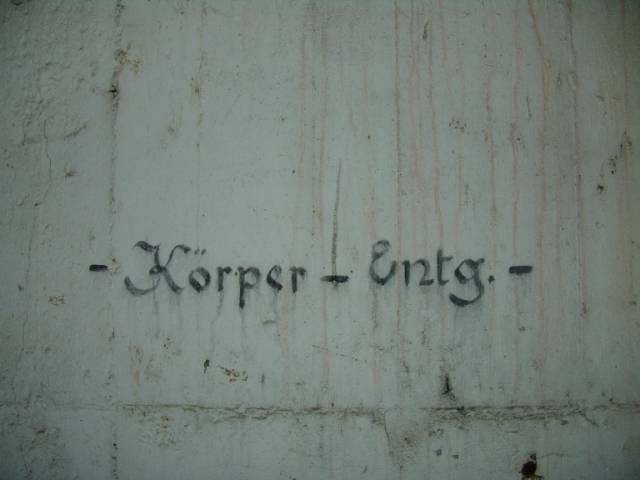 - Körper - Entg. -